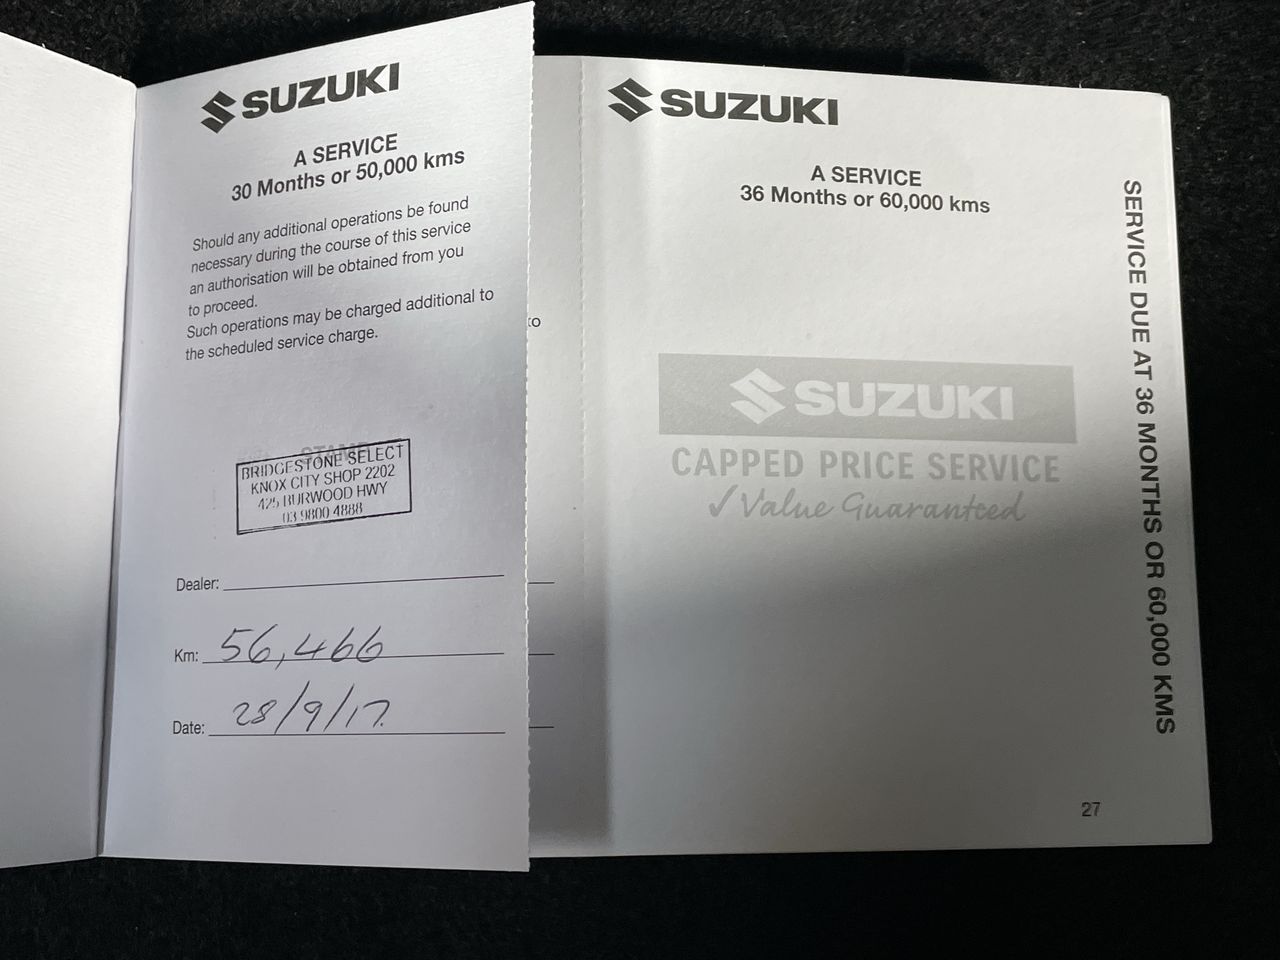 SUZUKI
A SERVICE
30 Months or 50,000 kms
Should any additional operations be found
necessary during the course of this service
an authorisation will be obtained from you
to proceed.
Such operations may be charged additional to
the scheduled service charge.
STAMP
BRIDGESTONE SELECT
KNOX CITY SHOP 2202
425 BURWOOD HWY
03 9800 4888
Dealer:
Km: 56,466
Date: 28/9/17.
to
SUZUKI
A SERVICE
36 Months or 60,000 kms
SUZUKI
CAPPED PRICE SERVICE
✓Value Guaranteed
SERVICE DUE AT 36 MONTHS OR 60,000 KMS
27